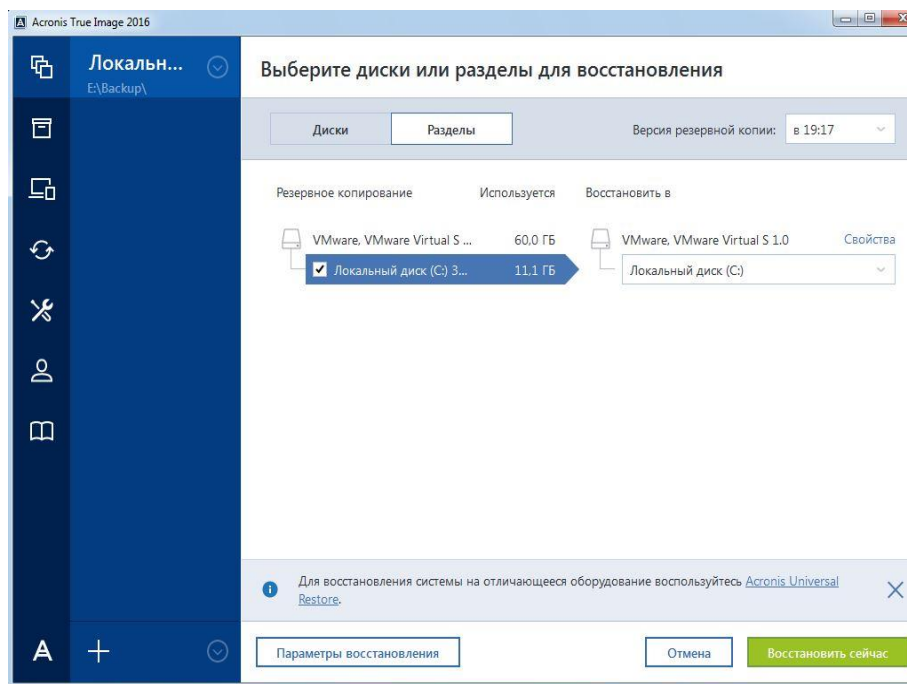 Acronis True Image 2016
Локальн...
E:\Backup\
Выберите диски или разделы для восстановления
Диски
Разделы
Версия резервной копии:
в 19:17
Резервное копирование
Используется
Восстановить в
VMware, VMware Virtual S ...
60,0 ГБ
VMware, VMware Virtual S 1.0
Свойства
Локальный диск (C:) 3...
11,1 ГБ
Локальный диск (C:)
Для восстановления системы на отличающееся оборудование воспользуйтесь Acronis Universal
Restore.
Параметры восстановления
Отмена
Восстановить сейчас